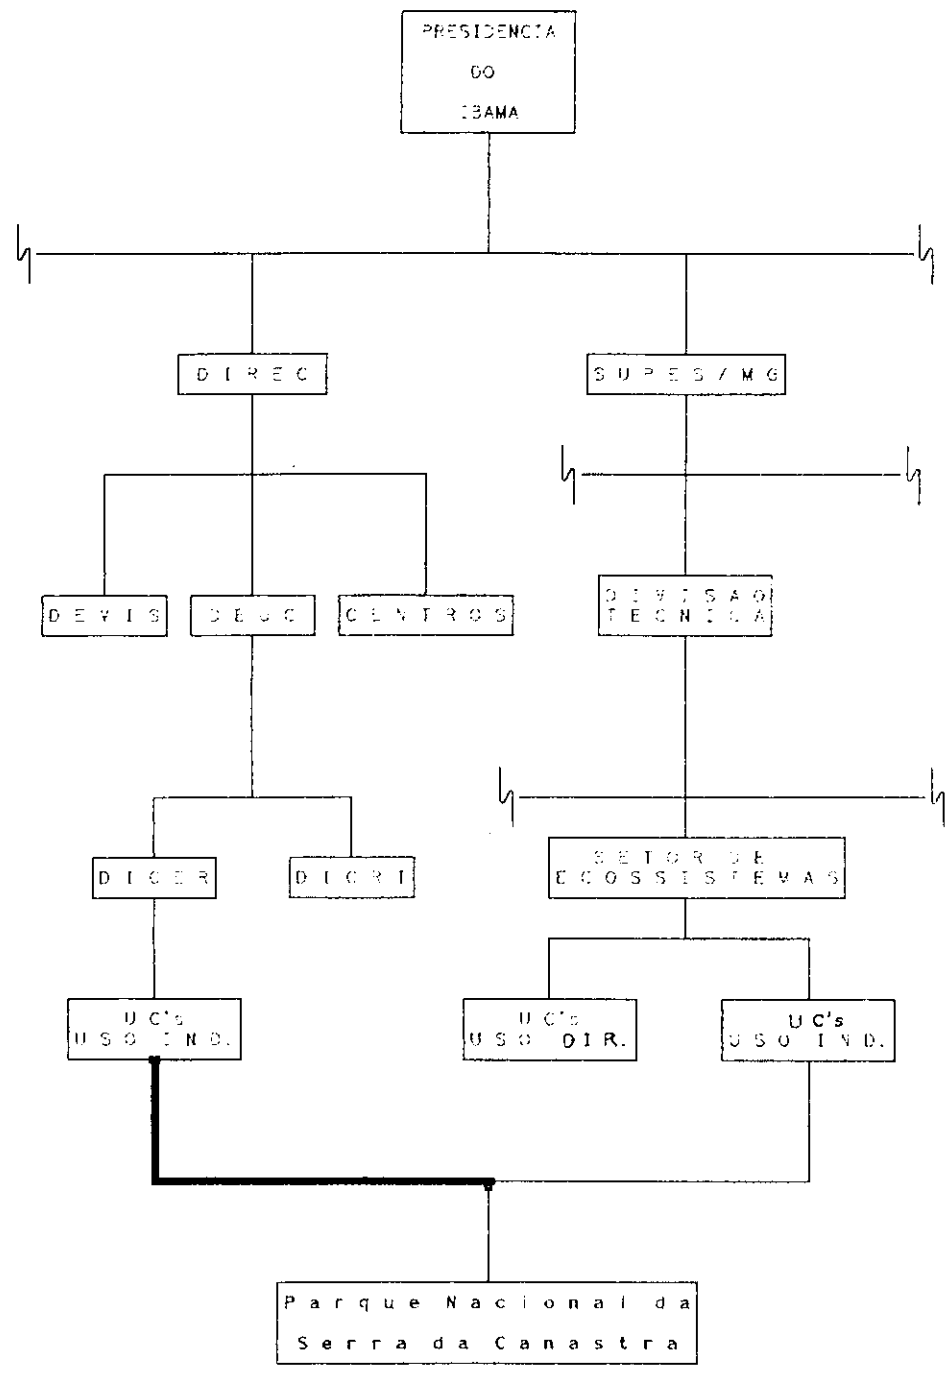 PRESIDENCIA
DO
IBAMA
DIREC
SUPES/MG
DEVIS
DEUC
CENTROS
DIVISAO
TECNICA
DIGER
DICRI
SETOR DE
ECOSSISTEMAS
UC's
USO IND.
UC's
USO DIR.
UC's
USO IND.
Parque Nacional da
Serra da Canastra